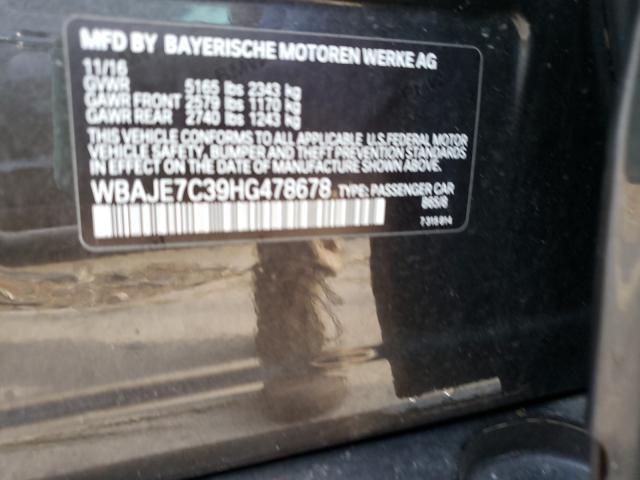 MFD BY BAYERISCHE MOTOREN WERKE AG
11/16
GVWR 5165 lbs 2343 kg
GAWR FRONT 2579 lbs 1170 kg
GAWR REAR 2740 lbs 1243 kg
THIS VEHICLE CONFORMS TO ALL APPLICABLE U.S. FEDERAL MOTOR
VEHICLE SAFETY, BUMPER AND THEFT PREVENTION STANDARDS
IN EFFECT ON THE DATE OF MANUFACTURE SHOWN ABOVE.
WBAJE7C39HG478678 TYPE: PASSENGER CAR